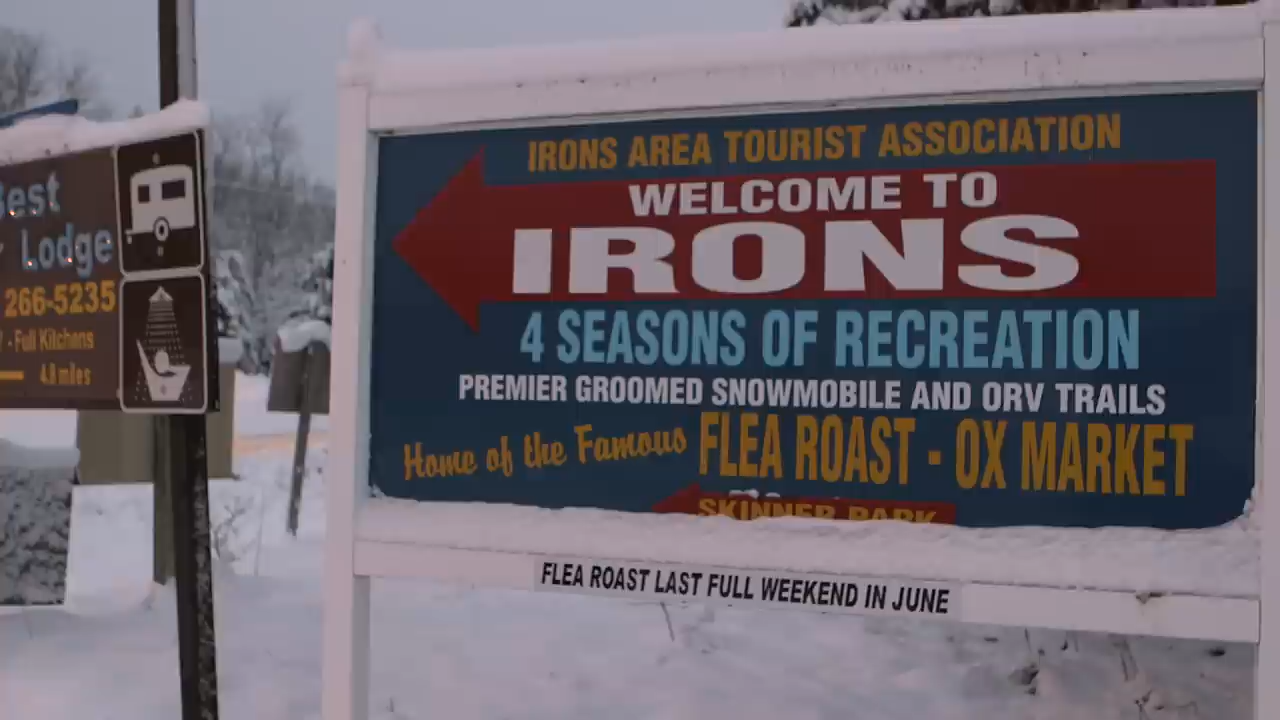 Best
Lodge
266-5235
- Full Kitchens
4.8 miles
IRONS AREA TOURIST ASSOCIATION
WELCOME TO
IRONS
4 SEASONS OF RECREATION
PREMIER GROOMED SNOWMOBILE AND ORV TRAILS
Home of the Famous FLEA ROAST - OX MARKET
SKINNER PARK
FLEA ROAST LAST FULL WEEKEND IN JUNE